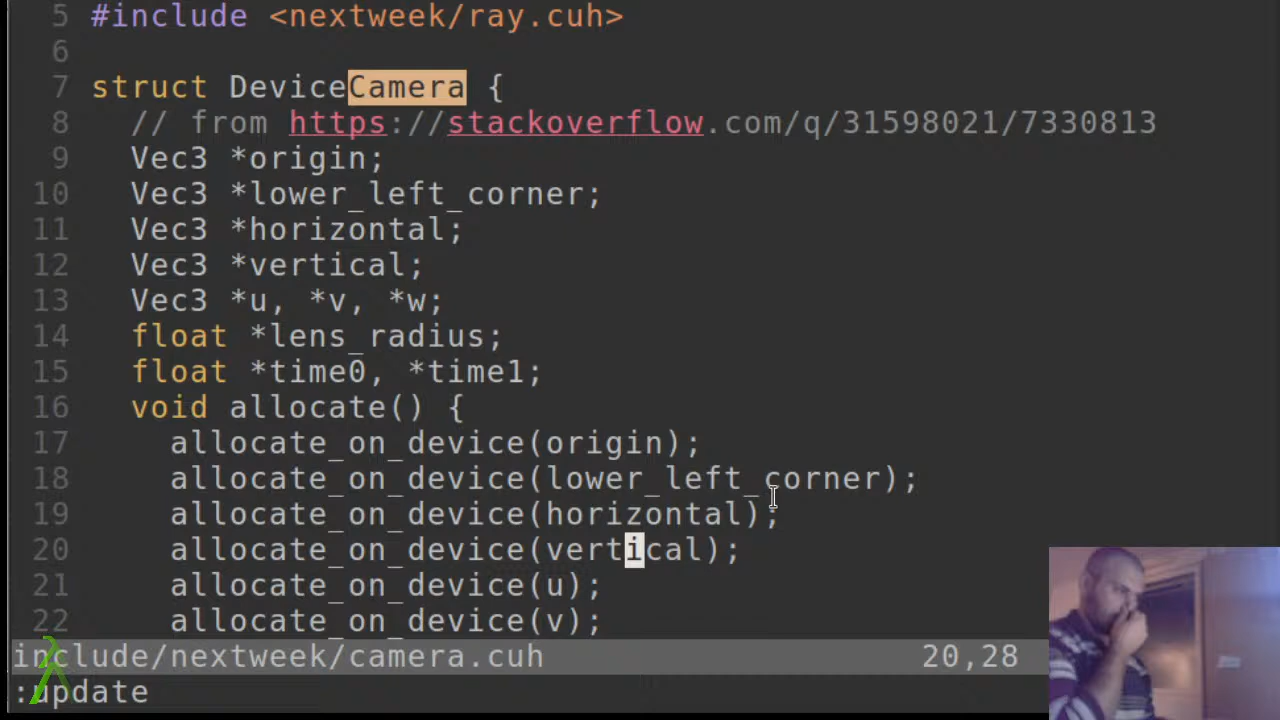 5 #include <nextweek/ray.cuh>
6
7 struct DeviceCamera {
8 // from https://stackoverflow.com/q/31598021/7330813
9 Vec3 *origin;
10 Vec3 *lower_left_corner;
11 Vec3 *horizontal;
12 Vec3 *vertical;
13 Vec3 *u, *v, *w;
14 float *lens_radius;
15 float *time0, *time1;
16 void allocate() {
17 allocate_on_device(origin);
18 allocate_on_device(lower_left_corner);
19 allocate_on_device(horizontal);
20 allocate_on_device(vertical);
21 allocate_on_device(u);
22 allocate_on_device(v);
include/nextweek/camera.cuh 20,28
:update
λ